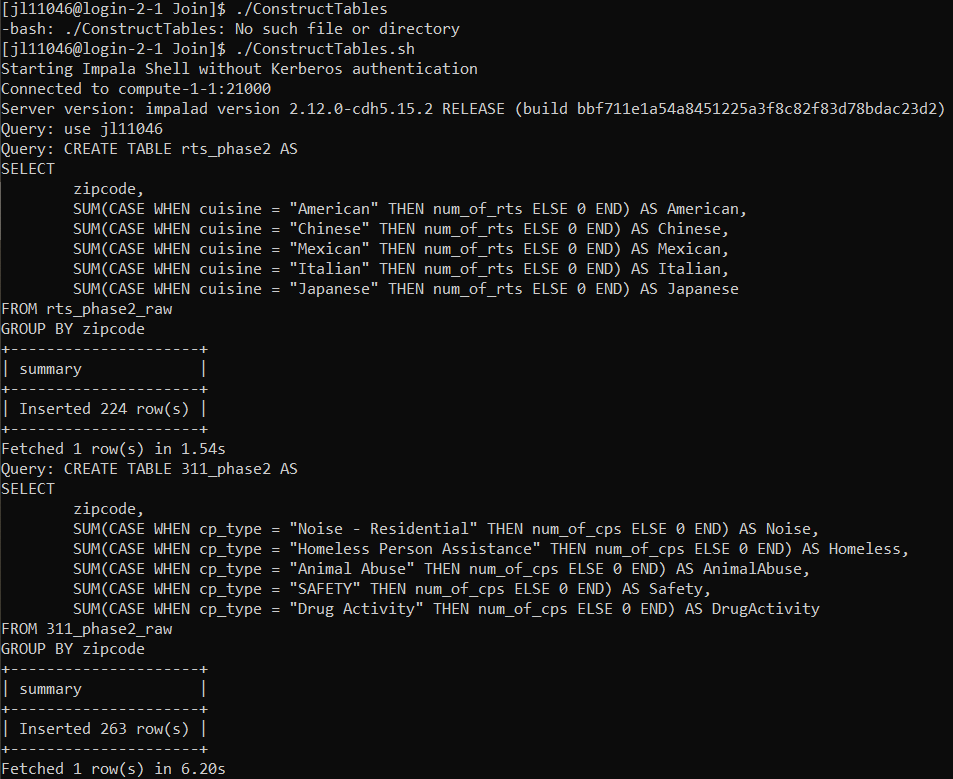 [jl11046@login-2-1 Join]$ ./ConstructTables
-bash: ./ConstructTables: No such file or directory
[jl11046@login-2-1 Join]$ ./ConstructTables.sh
Starting Impala Shell without Kerberos authentication
Connected to compute-1-1:21000
Server version: impalad version 2.12.0-cdh5.15.2 RELEASE (build bbf711e1a54a8451225a3f8c82f83d78bdac23d2)
Query: use jl11046
Query: CREATE TABLE rts_phase2 AS
SELECT
        zipcode,
        SUM(CASE WHEN cuisine = "American" THEN num_of_rts ELSE 0 END) AS American,
        SUM(CASE WHEN cuisine = "Chinese" THEN num_of_rts ELSE 0 END) AS Chinese,
        SUM(CASE WHEN cuisine = "Mexican" THEN num_of_rts ELSE 0 END) AS Mexican,
        SUM(CASE WHEN cuisine = "Italian" THEN num_of_rts ELSE 0 END) AS Italian,
        SUM(CASE WHEN cuisine = "Japanese" THEN num_of_rts ELSE 0 END) AS Japanese
FROM rts_phase2_raw
GROUP BY zipcode
+---------------------+
| summary             |
+---------------------+
| Inserted 224 row(s) |
+---------------------+
Fetched 1 row(s) in 1.54s
Query: CREATE TABLE 311_phase2 AS
SELECT
        zipcode,
        SUM(CASE WHEN cp_type = "Noise - Residential" THEN num_of_cps ELSE 0 END) AS Noise,
        SUM(CASE WHEN cp_type = "Homeless Person Assistance" THEN num_of_cps ELSE 0 END) AS Homeless,
        SUM(CASE WHEN cp_type = "Animal Abuse" THEN num_of_cps ELSE 0 END) AS AnimalAbuse,
        SUM(CASE WHEN cp_type = "SAFETY" THEN num_of_cps ELSE 0 END) AS Safety,
        SUM(CASE WHEN cp_type = "Drug Activity" THEN num_of_cps ELSE 0 END) AS DrugActivity
FROM 311_phase2_raw
GROUP BY zipcode
+---------------------+
| summary             |
+---------------------+
| Inserted 263 row(s) |
+---------------------+
Fetched 1 row(s) in 6.20s